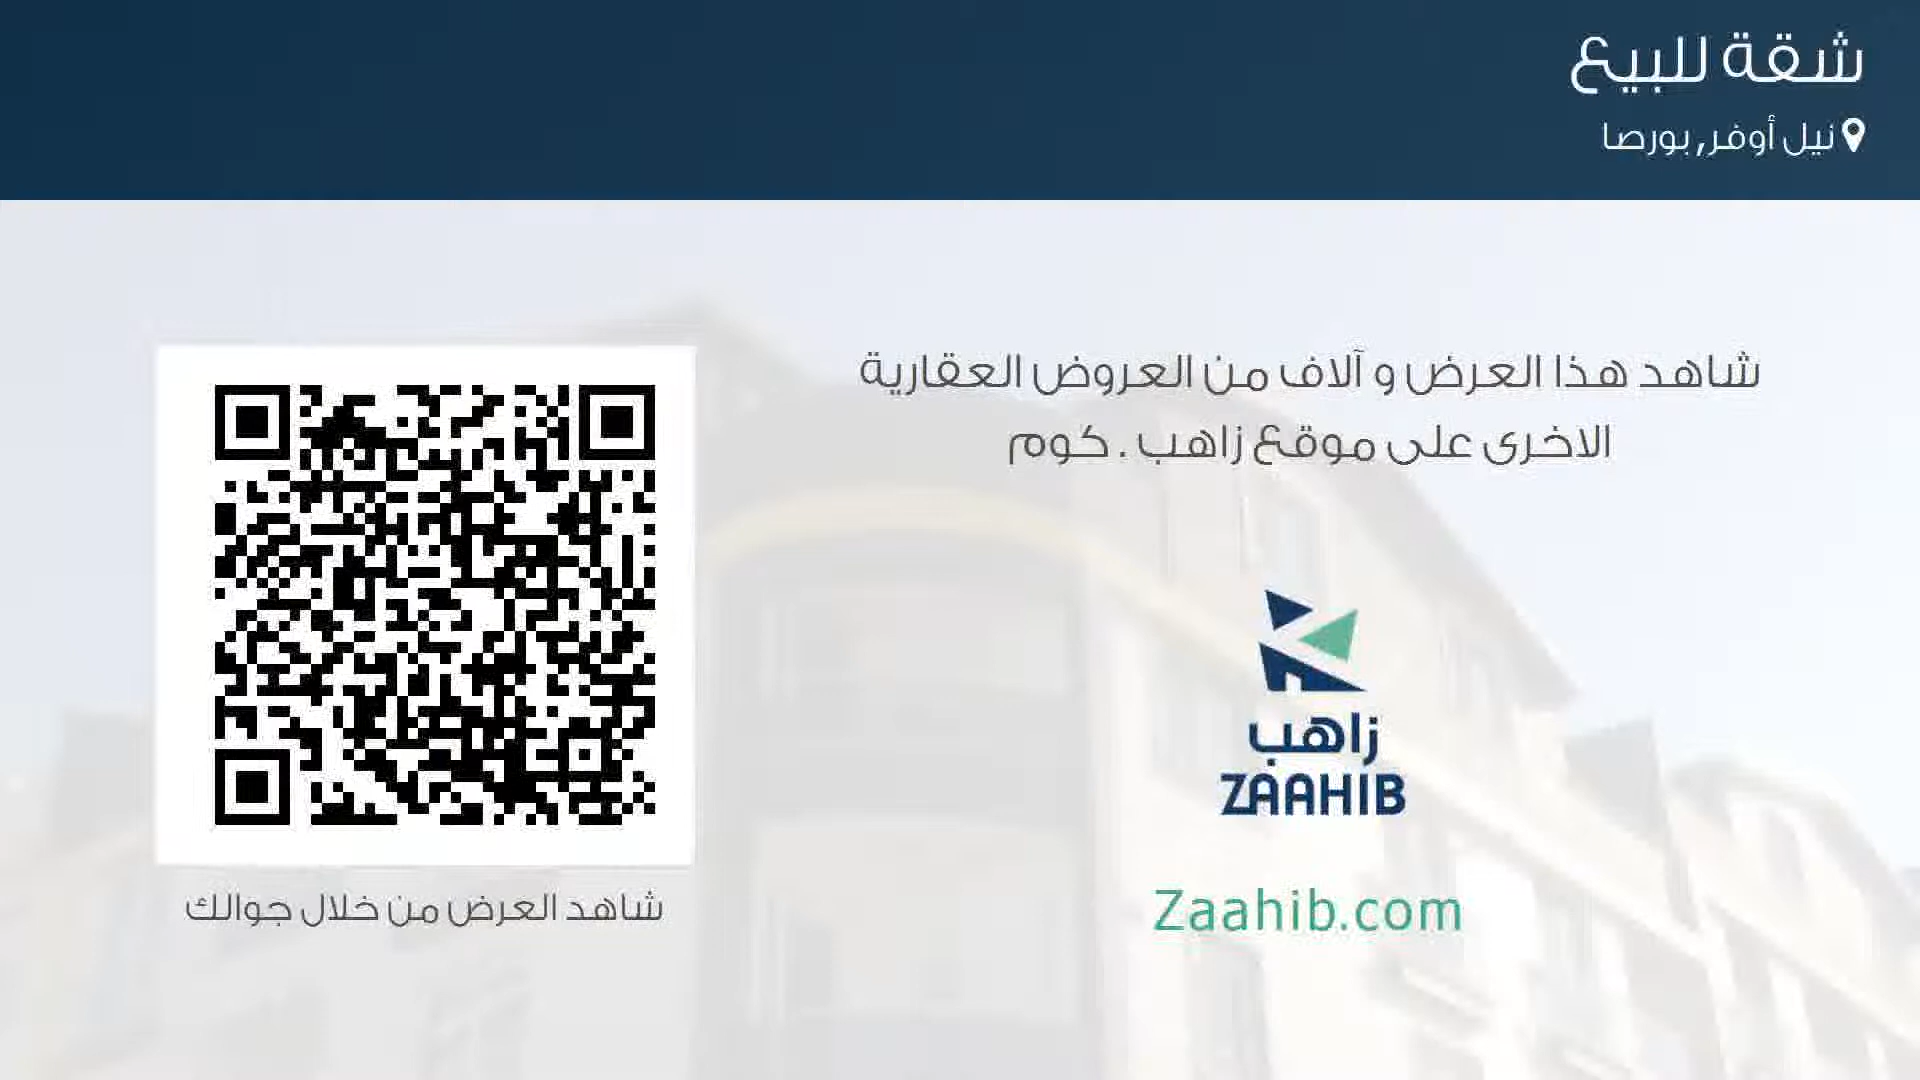 شقة للبيع
نيل أوفر, بورصا
شاهد هذا العرض و آلاف من العروض العقارية
الاخرى على موقع زاهب . كوم
زاهب
ZAAHIB
Zaahib.com
شاهد العرض من خلال جوالك